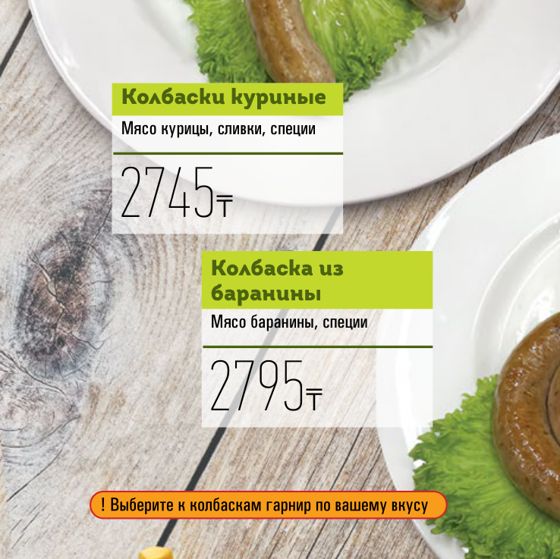 Колбаски куриные
Мясо курицы, сливки, специи
2745₸
Колбаска из
баранины
Мясо баранины, специи
2795₸
! Выберите к колбаскам гарнир по вашему вкусу